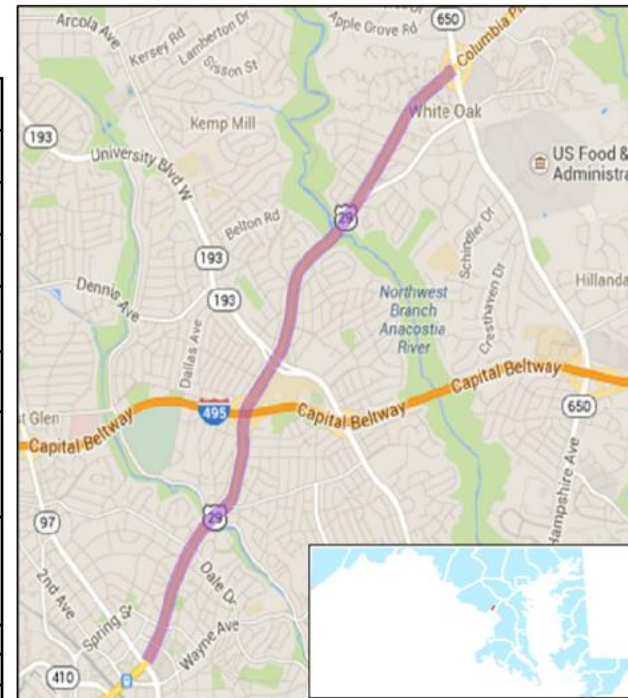 Arcola Ave
Kersey Rd
Lamberton Dr
Sisson St
Apple Grove Rd
650
Columbia
193
Kemp Mill
White Oak
University Blvd W
US Food &
Administra
29
Belton Rd
193
Schindler Dr
Dennis Ave
193
Northwest
Branch
Anacostia
River
Cresthaven Dr
Hillanda
Dallas Ave
Capital Beltway
495
Capital Beltway
650
st Glen
Capital Beltway
Hampshire Ave
97
29
2nd Ave
Dale Dr
Spring St
Wayne Ave
410